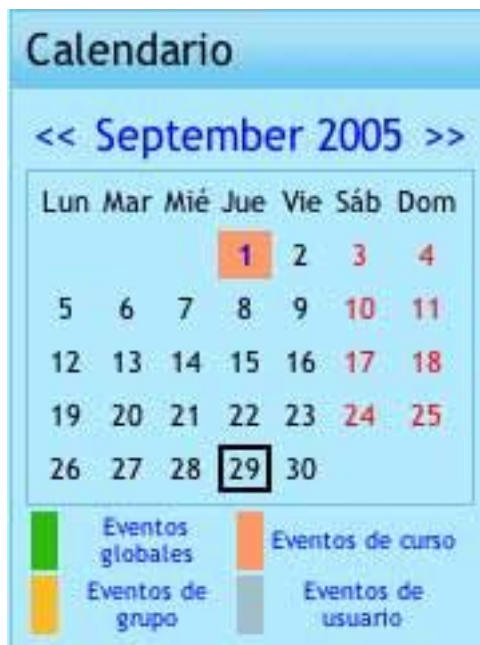 Calendario
<< September 2005 >>
Lun Mar Mié Jue Vie Sáb Dom
1 2 3 4
5 6 7 8 9 10 11
12 13 14 15 16 17 18
19 20 21 22 23 24 25
26 27 28 29 30
Eventos
globales
Eventos de curso
Eventos de
grupo
Eventos de
usuario